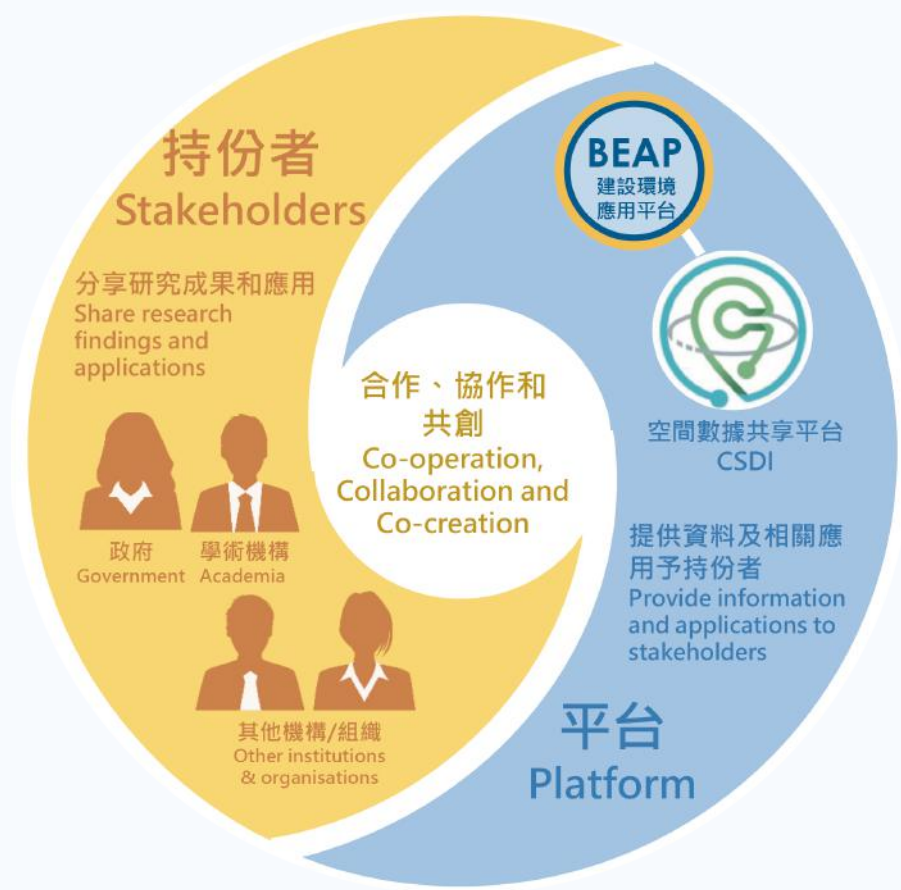 持份者
Stakeholders
分享研究成果和應用
Share research
findings and
applications
政府
Government
學術機構
Academia
其他機構/組織
Other institutions
& organisations
合作、協作和
共創
Co-operation,
Collaboration and
Co-creation
BEAP
建設環境
應用平台
空間數據共享平台
CSDI
提供資料及相關應
用予持份者
Provide information
and applications to
stakeholders
平台
Platform